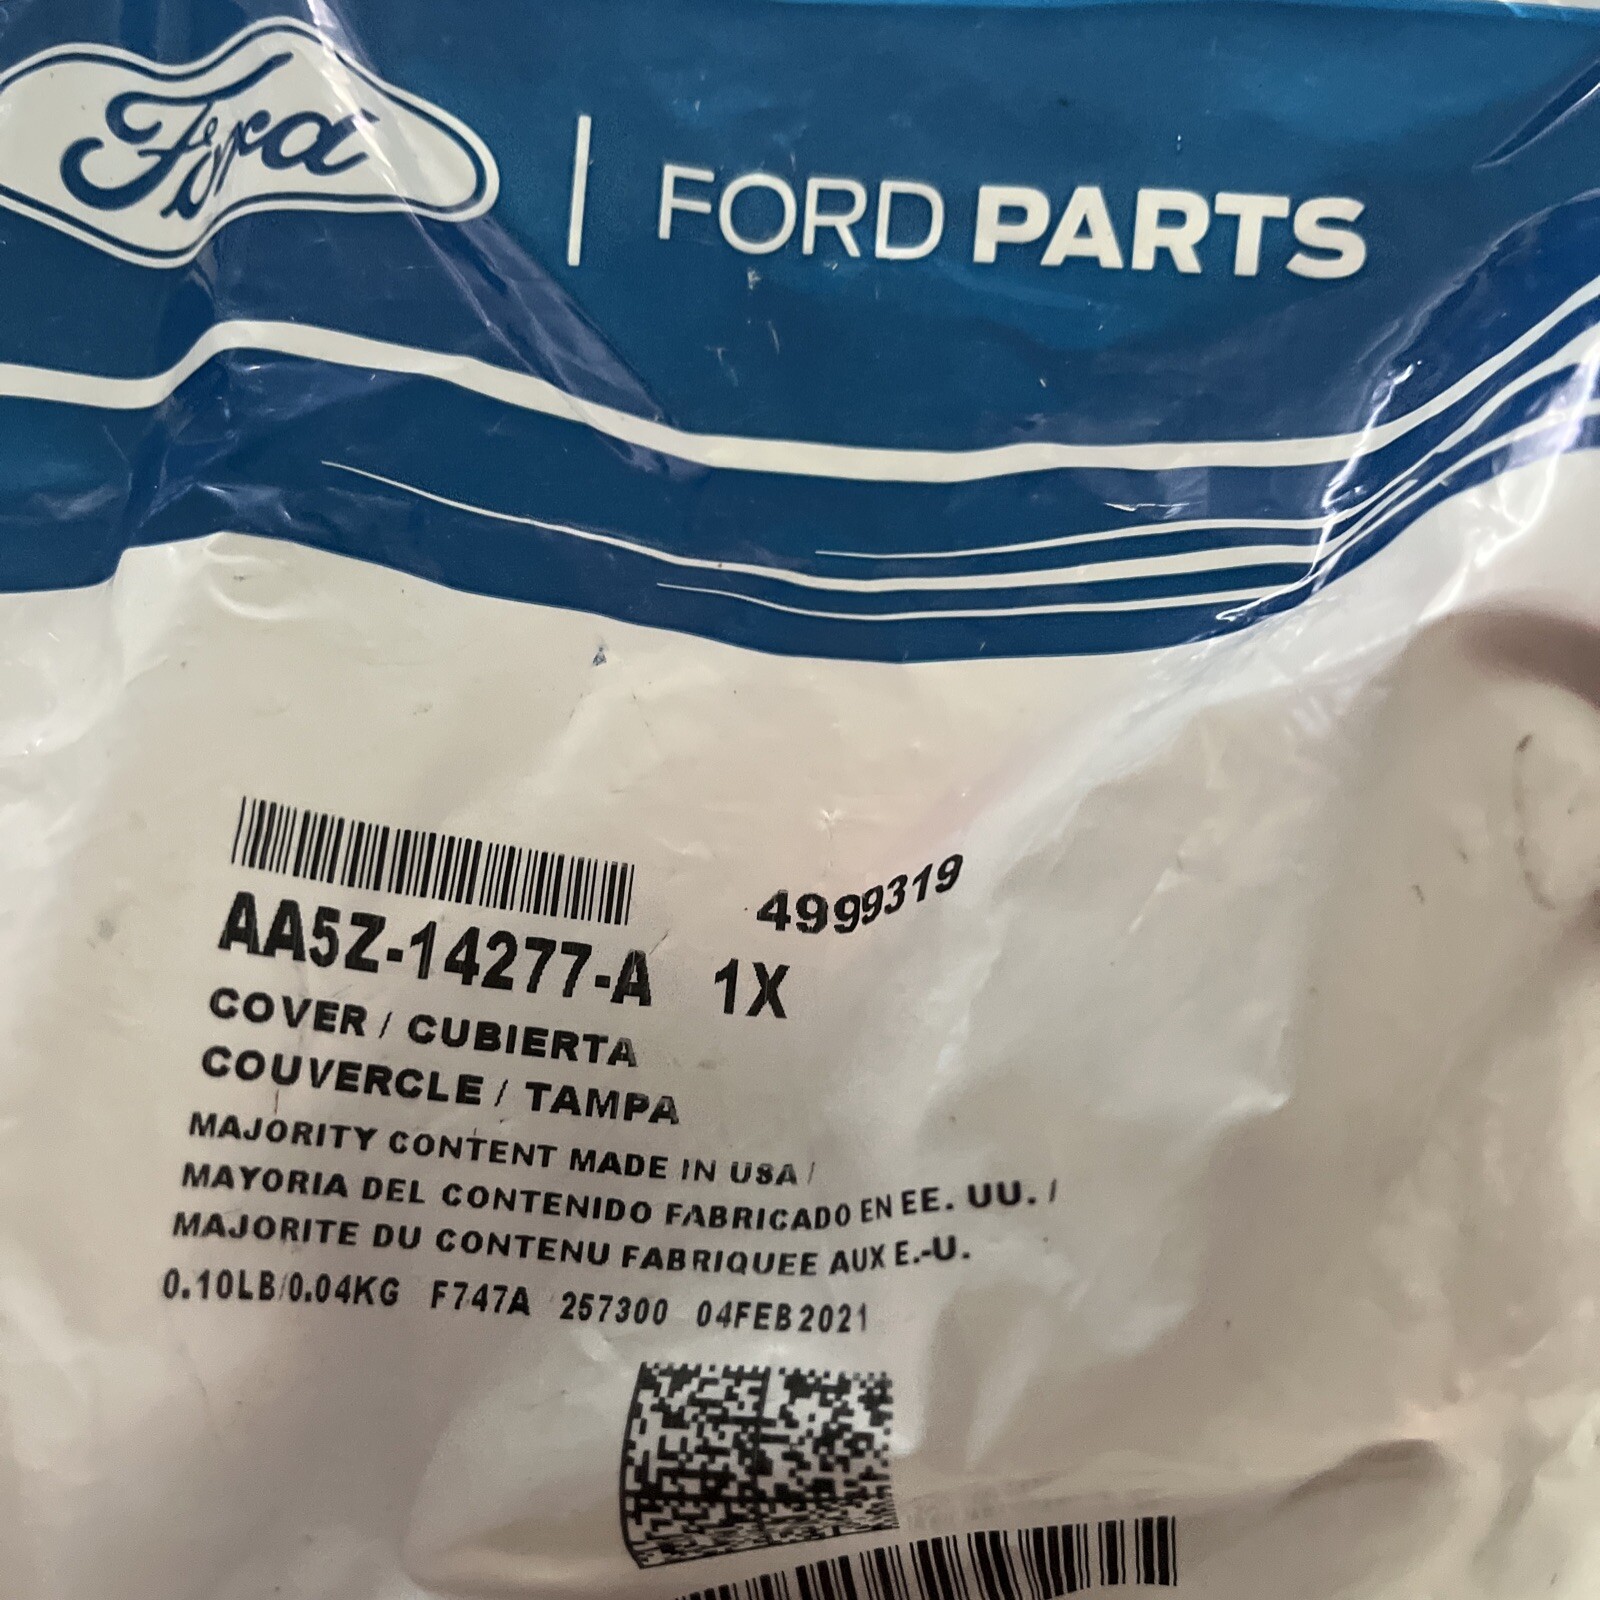 Ford
FORD PARTS
4999319
AA5Z-14277-A 1X
COVER / CUBIERTA
COUVERCLE / TAMPA
MAJORITY CONTENT MADE IN USA /
MAYORIA DEL CONTENIDO FABRICADO EN EE. UU. /
MAJORITE DU CONTENU FABRIQUEE AUX E.-U.
0.10LB/0.04KG F747A 257300 04FEB2021